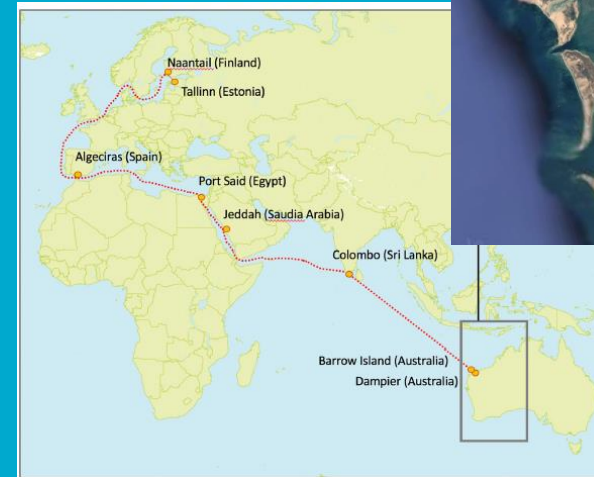 Naantail (Finland)
Tallinn (Estonia)
Algeciras (Spain)
Port Said (Egypt)
Jeddah (Saudia Arabia)
Colombo (Sri Lanka)
Barrow Island (Australia)
Dampier (Australia)